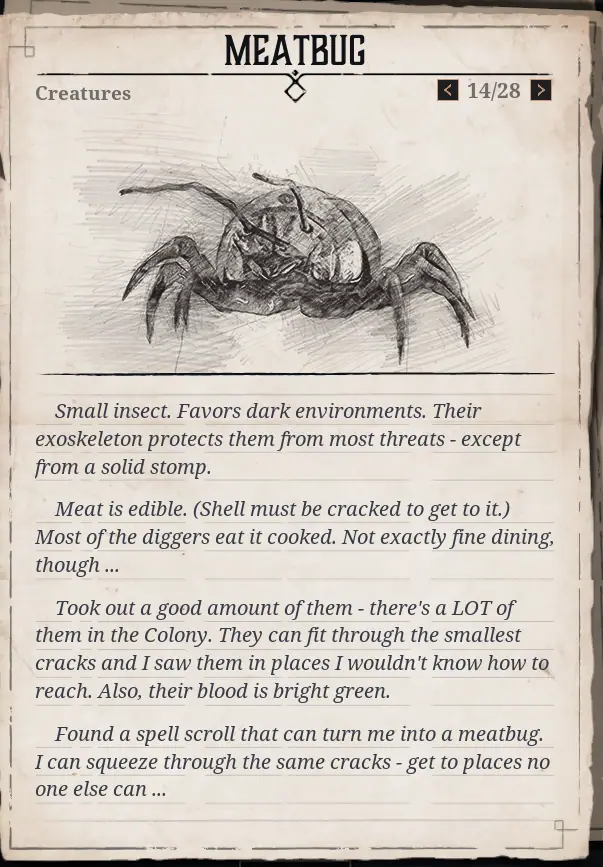 MEATBUG
Creatures
< 14/28 >
Small insect. Favors dark environments. Their
exoskeleton protects them from most threats - except
from a solid stomp.
Meat is edible. (Shell must be cracked to get to it.)
Most of the diggers eat it cooked. Not exactly fine dining,
though ...
Took out a good amount of them - there's a LOT of
them in the Colony. They can fit through the smallest
cracks and I saw them in places I wouldn't know how to
reach. Also, their blood is bright green.
Found a spell scroll that can turn me into a meatbug.
I can squeeze through the same cracks - get to places no
one else can ...